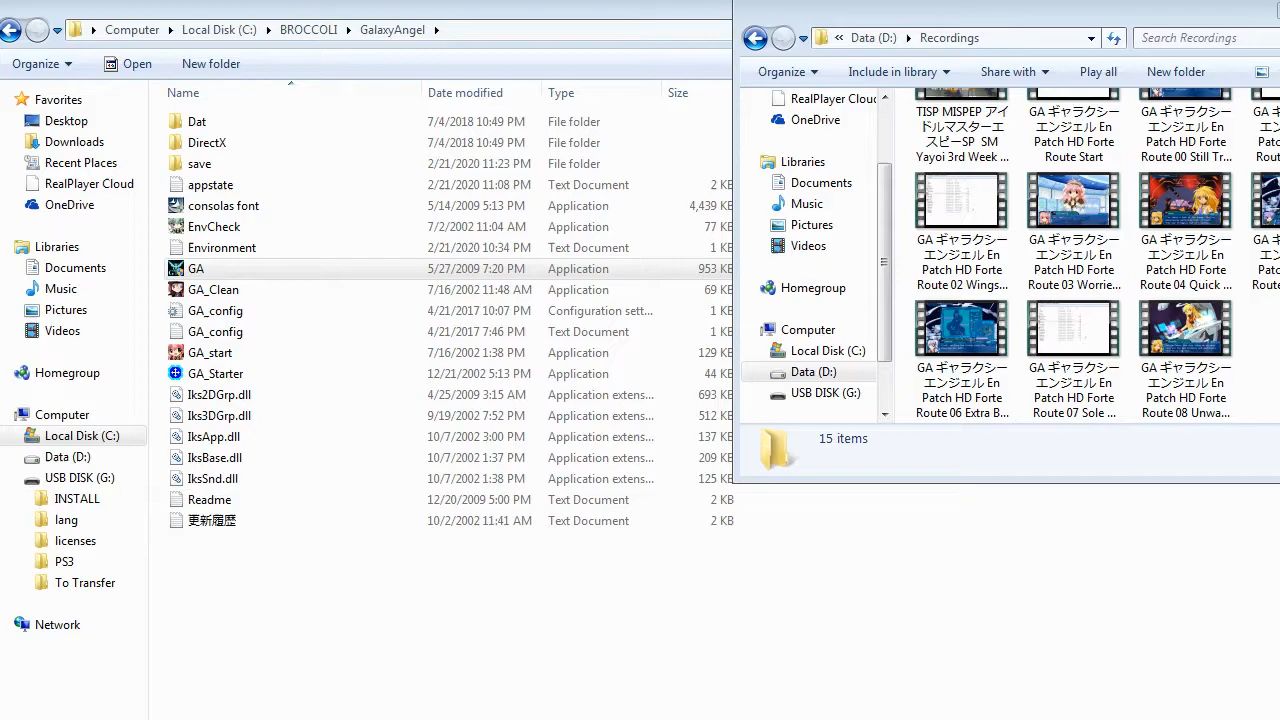 Computer Local Disk (C:) BROCCOLI GalaxyAngel
Organize Open New folder
Favorites
Desktop
Downloads
Recent Places
RealPlayer Cloud
OneDrive
Libraries
Documents
Music
Pictures
Videos
Homegroup
Computer
Local Disk (C:)
Data (D:)
USB DISK (G:)
INSTALL
lang
licenses
PS3
To Transfer
Network
Name Date modified Type Size
Dat 7/4/2018 10:49 PM File folder
DirectX 7/4/2018 10:49 PM File folder
save 2/21/2020 11:23 PM File folder
appstate 2/21/2020 11:08 PM Text Document 2 KB
consolas font 5/14/2009 5:13 PM Application 4,439 KB
EnvCheck Application 77 KB
Environment 2/21/2020 10:34 PM Text Document 1 KB
GA 5/27/2009 7:20 PM Application 953 KB
GA_Clean 7/16/2002 11:48 AM Application 69 KB
GA_config 4/21/2017 10:07 PM Configuration sett... 1 KB
GA_config 4/21/2017 7:46 PM Text Document 1 KB
GA_start Application 129 KB
GA_Starter 12/21/2002 5:13 PM Application 44 KB
Iks2DGrp.dll 4/25/2009 3:15 AM Application extens... 693 KB
Iks3DGrp.dll 9/19/2002 7:52 PM Application extens... 512 KB
IksApp.dll 10/7/2002 3:00 PM Application extens... 137 KB
IksBase.dll 10/7/2002 1:37 PM Application extens... 209 KB
IksSnd.dll 10/7/2002 1:38 PM Application extens... 125 KB
Readme 12/20/2009 5:00 PM Text Document 2 KB
更新履歴 10/2/2002 11:41 AM Text Document 2 KB
« Data (D:) Recordings Search Recordings
Organize Include in library Share with Play all New folder
RealPlayer Cloud
OneDrive
Libraries
Documents
Music
Pictures
Videos
Homegroup
Computer
Local Disk (C:)
Data (D:)
USB DISK (G:)
TISP MISPEP アイ
ドルマスターエ
スピーSP SM
Yayoi 3rd Week ...
GA ギャラクシー
エンジェル En
Patch HD Forte
Route Start
GA ギャラクシー
エンジェル En
Patch HD Forte
Route 00 Still Tr...
GA ギャラクシー
エンジェル En
Patch HD Forte
Route 02 Wings...
GA ギャラクシー
エンジェル En
Patch HD Forte
Route 03 Worrie...
GA ギャラクシー
エンジェル En
Patch HD Forte
Route 04 Quick ...
GA ギャラクシー
エンジェル En
Patch HD Forte
Route 06 Extra B...
GA ギャラクシー
エンジェル En
Patch HD Forte
Route 07 Sole ...
GA ギャラクシー
エンジェル En
Patch HD Forte
Route 08 Unwa...
15 items